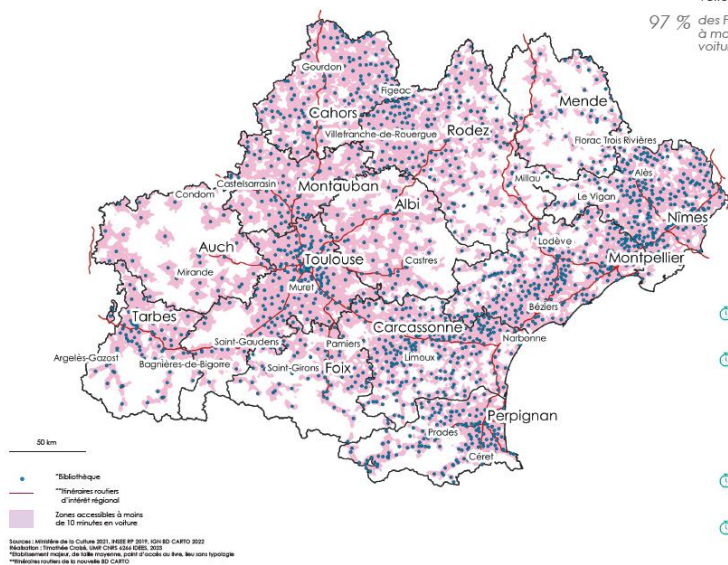 97 % des F
à mo
voitur
Gourdon
Figeac
Cahors
Mende
Villefranche-de-Rouergue
Rodez
Florac Trois Rivières
Castelsarrasin
Millau
Alès
Condom
Montauban
Le Vigan
Albi
Nîmes
Auch
Lodève
Toulouse
Castres
Montpellier
Mirande
Muret
Béziers
Tarbes
Carcassonne
Saint-Gaudens
Pamiers
Narbonne
Argelès-Gazost
Limoux
Bagnières-de-Bigorre
Saint-Girons
Foix
Perpignan
Prades
Céret
50 km
*Bibliothèque
**Itinéraires routiers
d'intérêt régional
Zones accessibles à moins
de 10 minutes en voiture
Sources : Ministère de la Culture 2021, INSEE RP 2019, IGN BD CARTO 2022
Réalisation : Timothée Crobé, UMR CNRS 6266 IDEES, 2023
*Etablissement majeur, de taille moyenne, point d'accès au livre, lieu sans typologie
**Itinéraires routiers de la nouvelle BD CARTO